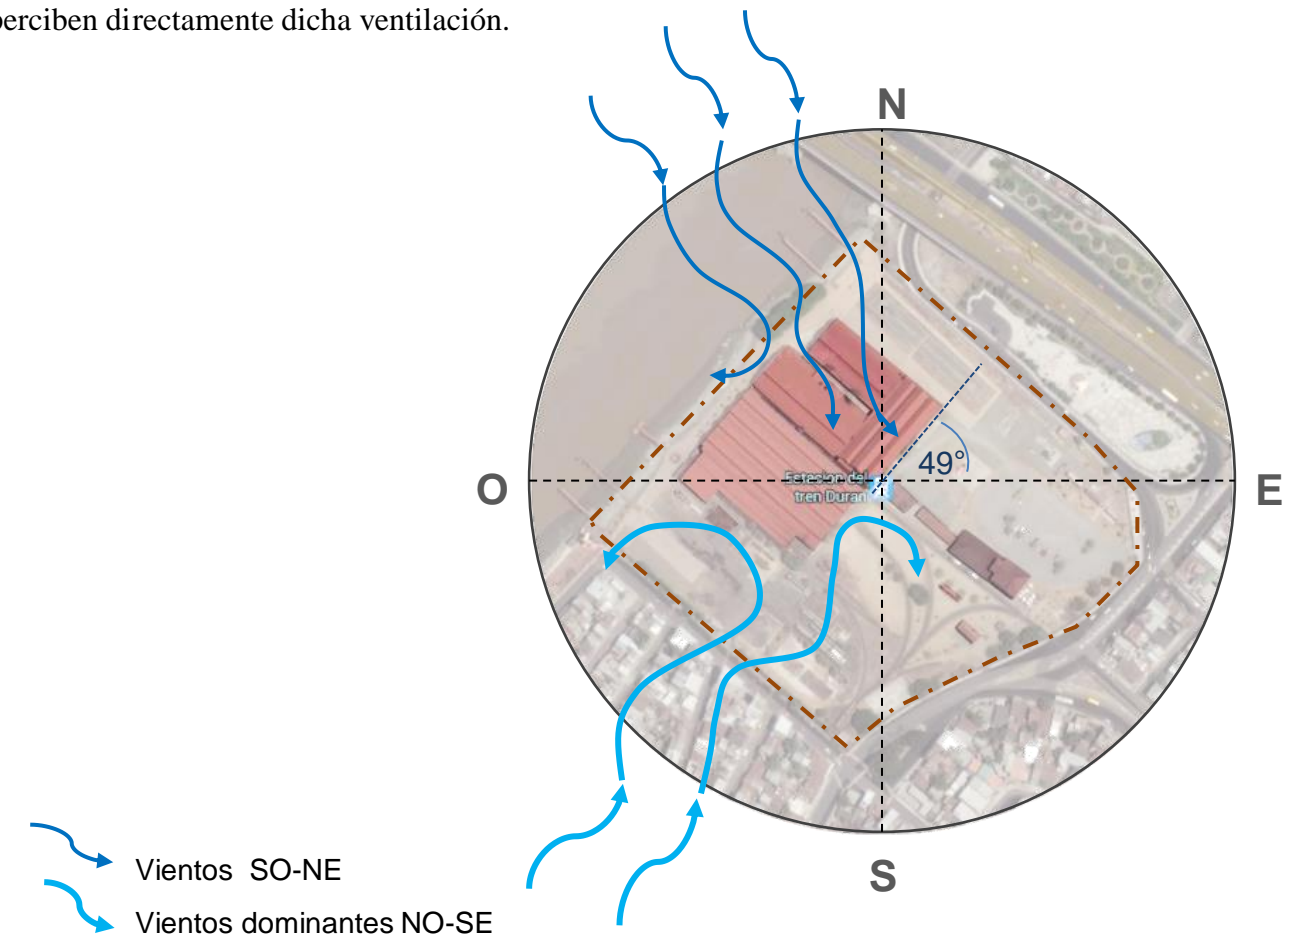 perciben directamente dicha ventilación.
N
49°
Estacion del
tren Duran
O
E
S
Vientos SO-NE
Vientos dominantes NO-SE